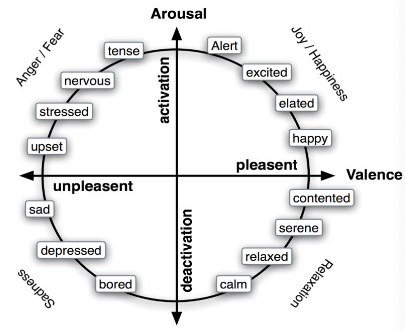 Arousal
Anger / Fear
Joy / Happiness
tense
Alert
nervous
excited
activation
stressed
elated
upset
happy
pleasent
unpleasent
Valence
contented
sad
serene
deactivation
depressed
relaxed
bored
calm
Sadness
Relaxation